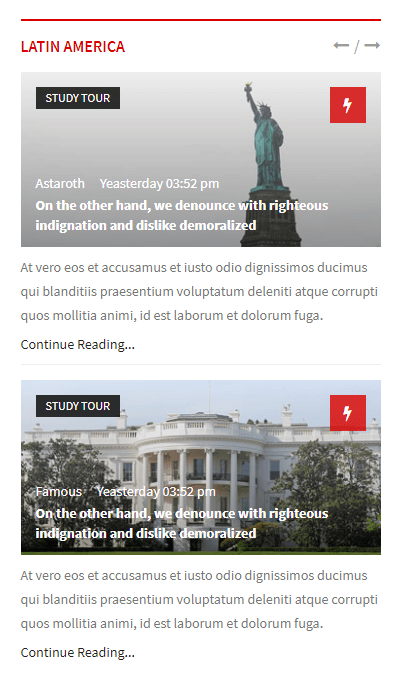 LATIN AMERICA
/
STUDY TOUR
Astaroth Yeasterday 03:52 pm
On the other hand, we denounce with righteous
indignation and dislike demoralized
At vero eos et accusamus et iusto odio dignissimos ducimus
qui blanditiis praesentium voluptatum deleniti atque corrupti
quos mollitia animi, id est laborum et dolorum fuga.
Continue Reading...
STUDY TOUR
Famous Yeasterday 03:52 pm
On the other hand, we denounce with righteous
indignation and dislike demoralized
At vero eos et accusamus et iusto odio dignissimos ducimus
qui blanditiis praesentium voluptatum deleniti atque corrupti
quos mollitia animi, id est laborum et dolorum fuga.
Continue Reading...